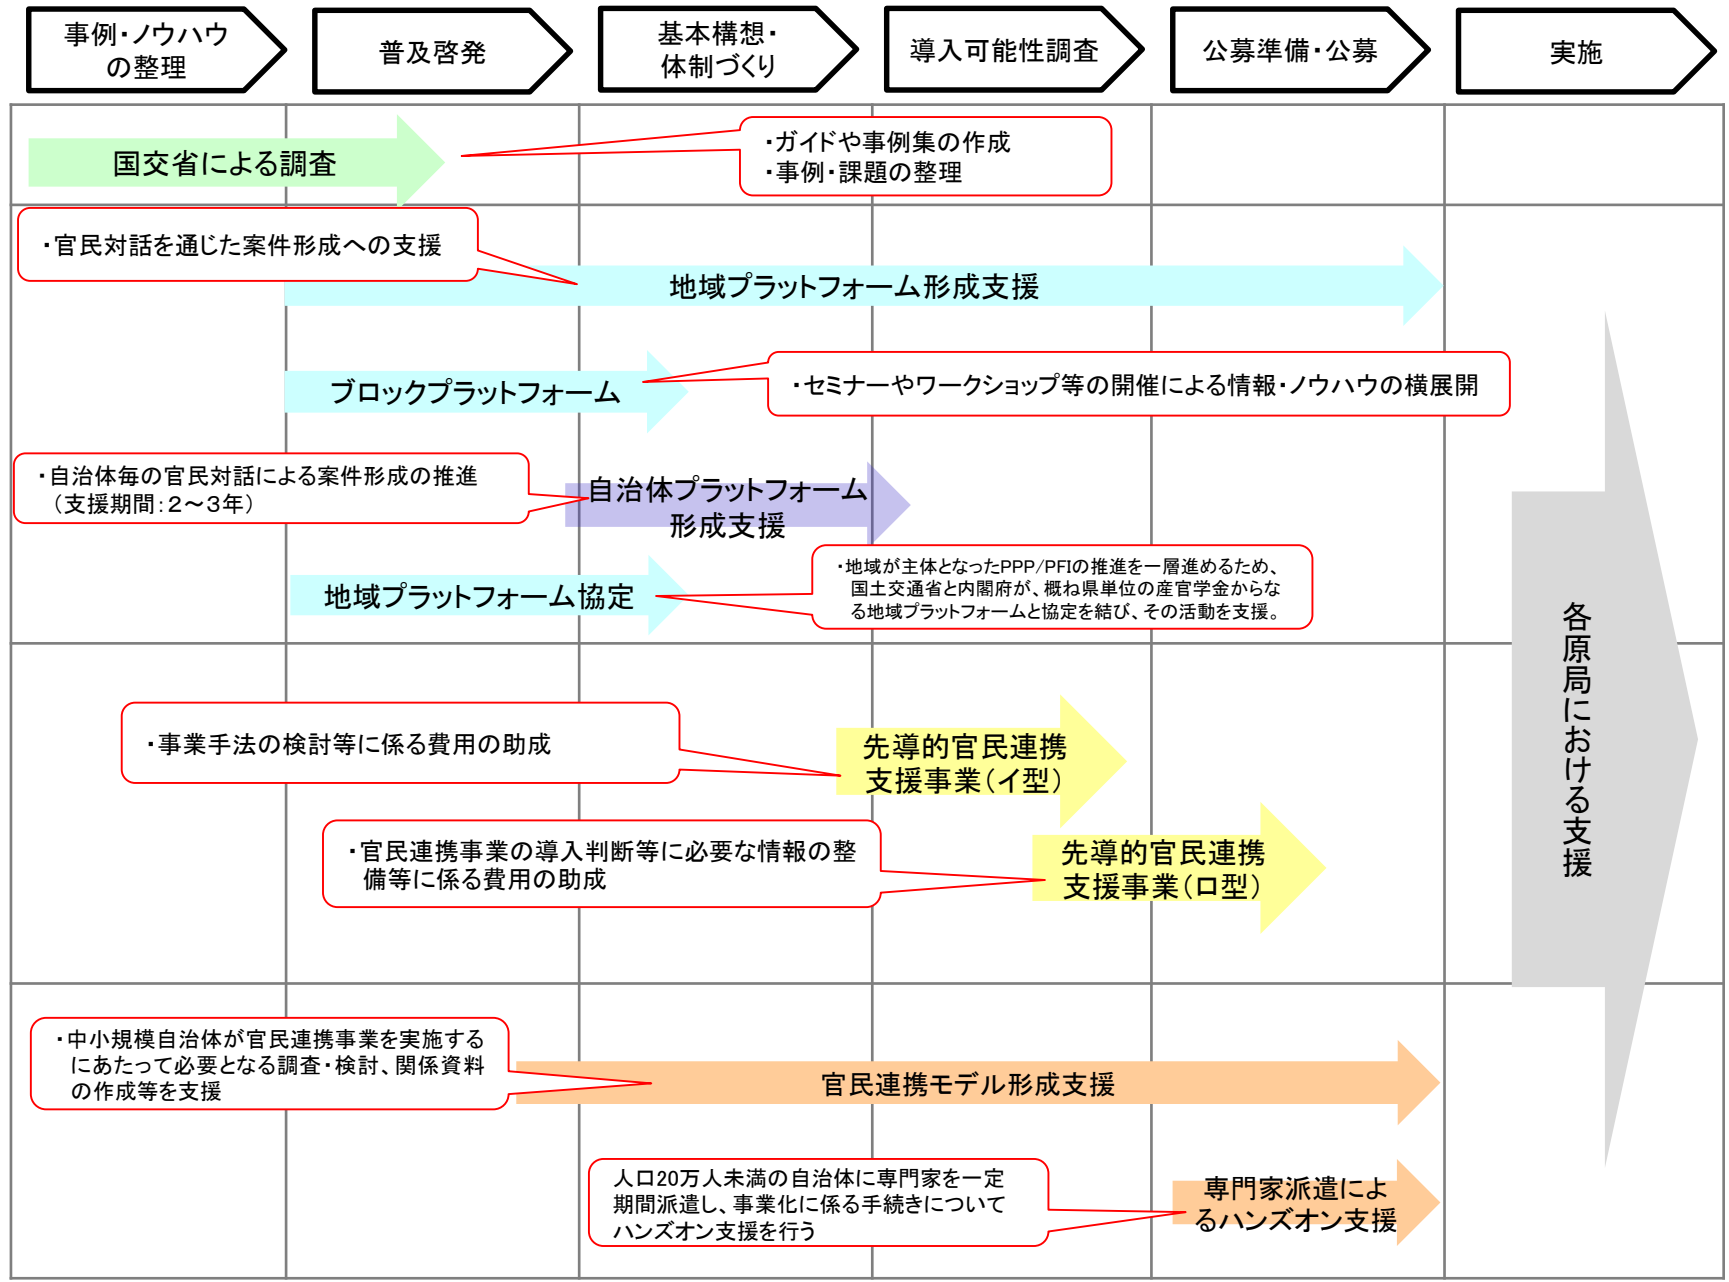 事例・ノウハウ
の整理
普及啓発
基本構想・
体制づくり
導入可能性調査
公募準備・公募
実施
国交省による調査
・ガイドや事例集の作成
・事例・課題の整理
・官民対話を通じた案件形成への支援
地域プラットフォーム形成支援
ブロックプラットフォーム
・セミナーやワークショップ等の開催による情報・ノウハウの横展開
・自治体毎の官民対話による案件形成の推進
（支援期間：２～３年）
自治体プラットフォーム
形成支援
地域プラットフォーム協定
・地域が主体となったPPP/PFIの推進を一層進めるため、
国土交通省と内閣府が、概ね県単位の産官学金からな
る地域プラットフォームと協定を結び、その活動を支援。
・事業手法の検討等に係る費用の助成
先導的官民連携
支援事業（イ型）
・官民連携事業の導入判断等に必要な情報の整
備等に係る費用の助成
先導的官民連携
支援事業（ロ型）
各原局における支援
・中小規模自治体が官民連携事業を実施する
にあたって必要となる調査・検討、関係資料
の作成等を支援
官民連携モデル形成支援
人口20万人未満の自治体に専門家を一定
期間派遣し、事業化に係る手続きについて
ハンズオン支援を行う
専門家派遣によ
るハンズオン支援